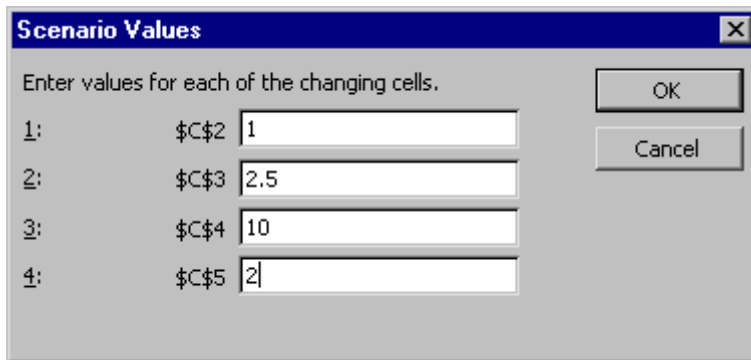 Scenario Values
Enter values for each of the changing cells.
OK
1: $C$2 1
Cancel
2: $C$3 2.5
3: $C$4 10
4: $C$5 2